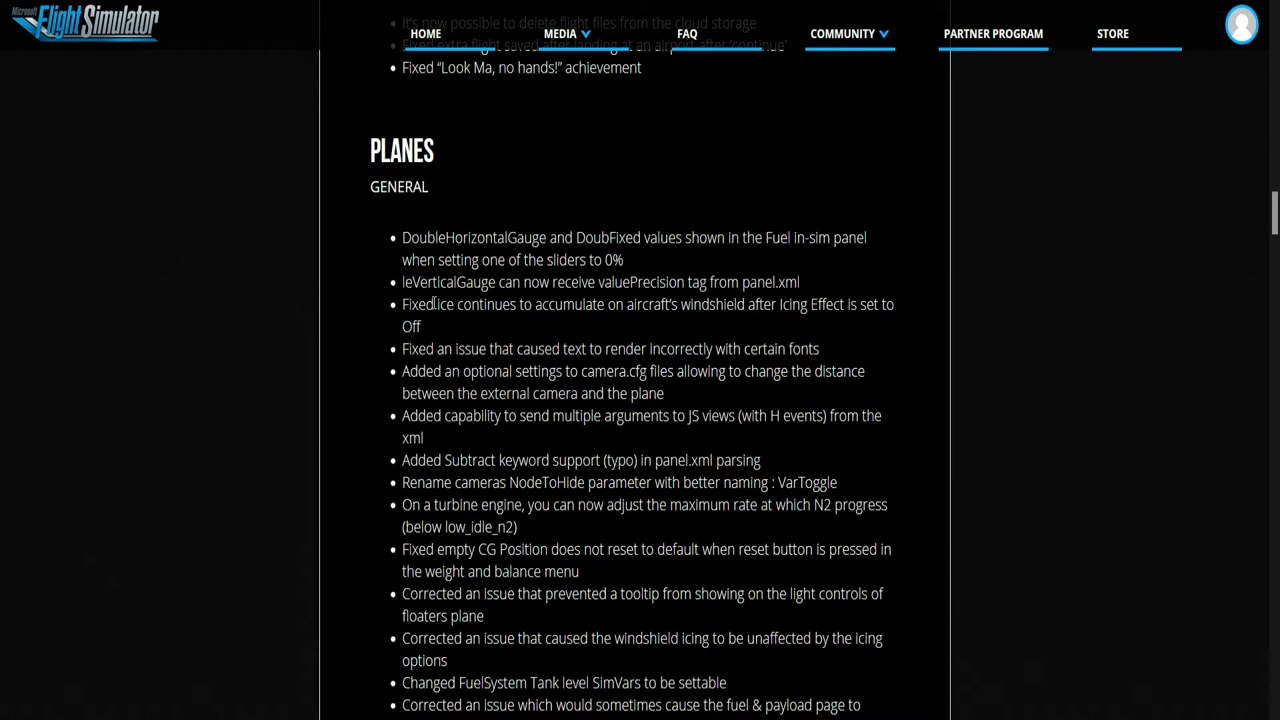 Microsoft
Flight Simulator
HOME
MEDIA
FAQ
COMMUNITY
PARTNER PROGRAM
STORE
It's now possible to delete flight files from the cloud storage
Fixed extra flight saved after landing at an airport after 'continue'
Fixed “Look Ma, no hands!” achievement
PLANES
GENERAL
DoubleHorizontalGauge and DoubFixed values shown in the Fuel in-sim panel
when setting one of the sliders to 0%
leVerticalGauge can now receive valuePrecision tag from panel.xml
Fixed ice continues to accumulate on aircraft’s windshield after Icing Effect is set to
Off
Fixed an issue that caused text to render incorrectly with certain fonts
Added an optional settings to camera.cfg files allowing to change the distance
between the external camera and the plane
Added capability to send multiple arguments to JS views (with H events) from the
xml
Added Subtract keyword support (typo) in panel.xml parsing
Rename cameras NodeToHide parameter with better naming : VarToggle
On a turbine engine, you can now adjust the maximum rate at which N2 progress
(below low_idle_n2)
Fixed empty CG Position does not reset to default when reset button is pressed in
the weight and balance menu
Corrected an issue that prevented a tooltip from showing on the light controls of
floaters plane
Corrected an issue that caused the windshield icing to be unaffected by the icing
options
Changed FuelSystem Tank level SimVars to be settable
Corrected an issue which would sometimes cause the fuel & payload page to